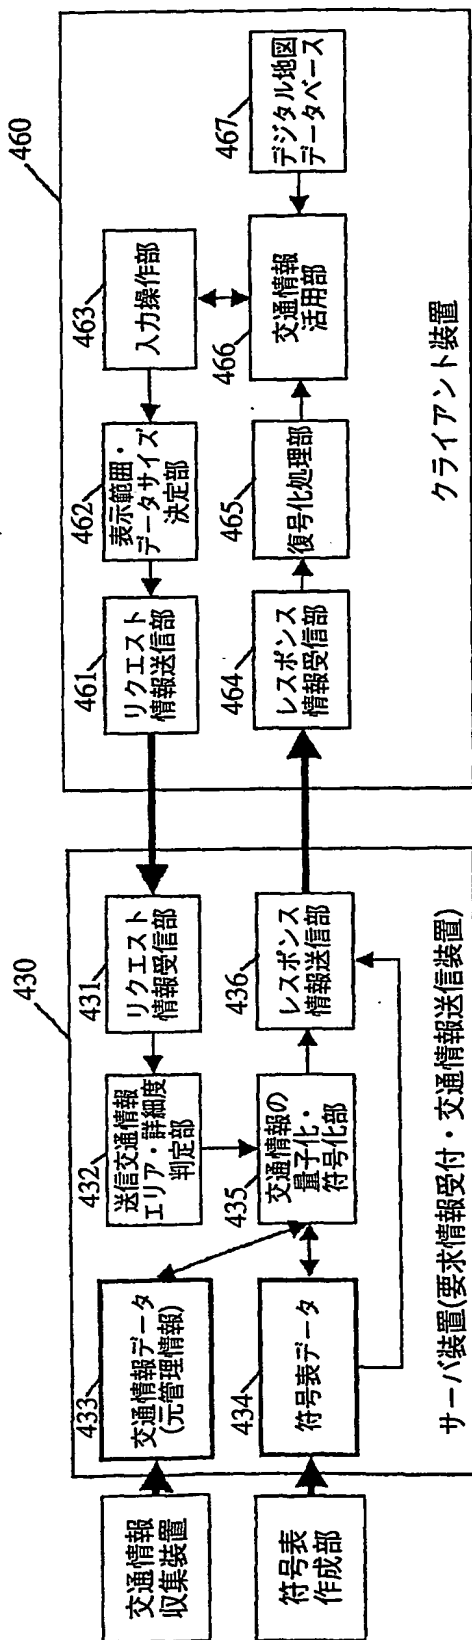 交通情報
収集装置
符号表
作成部
430
433
交通情報データ
(元管理情報)
434
符号表データ
432
送信交通情報
エリア・詳細度
判定部
435
交通情報の
量子化・
符号化部
431
リクエスト
情報受信部
436
レスポンス
情報送信部
サーバ装置(要求情報受付・交通情報送信装置)
460
461
リクエスト
情報送信部
462
表示範囲・
データサイズ
決定部
463
入力操作部
464
レスポンス
情報受信部
465
復号化処理部
466
交通情報
活用部
467
デジタル地図
データベース
クライアント装置